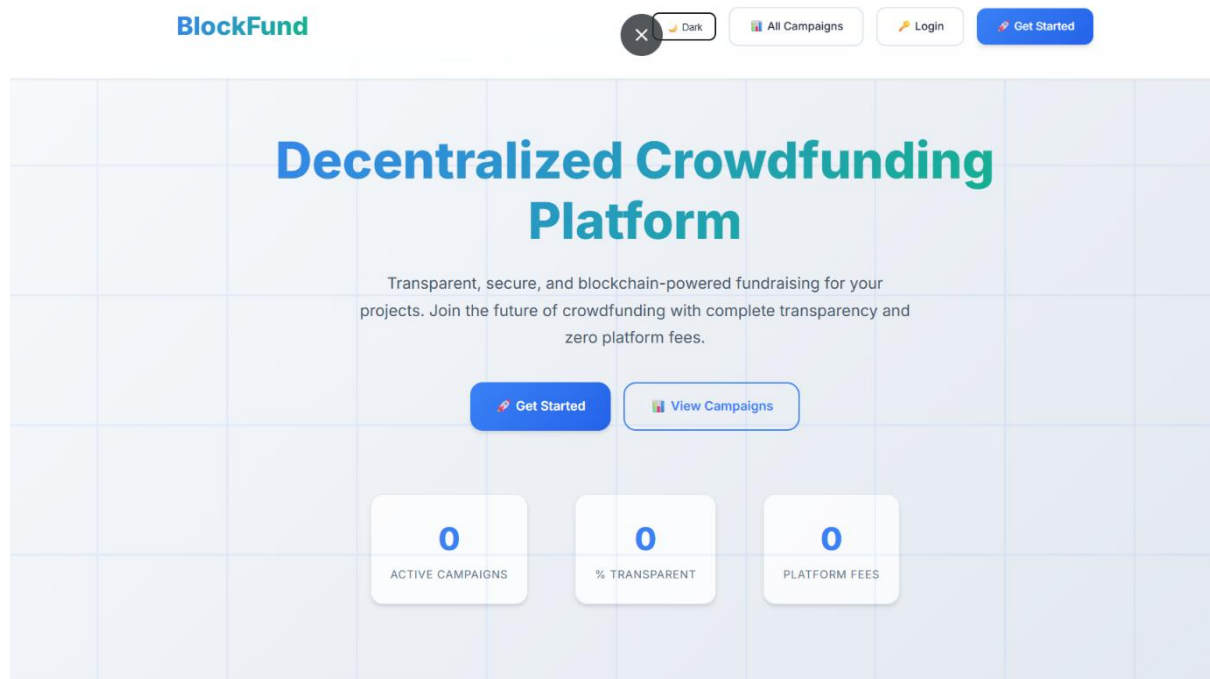 BlockFund
🌙 Dark
📊 All Campaigns
🔑 Login
🚀 Get Started
Decentralized Crowdfunding
Platform
Transparent, secure, and blockchain-powered fundraising for your
projects. Join the future of crowdfunding with complete transparency and
zero platform fees.
🚀 Get Started
📊 View Campaigns
0
ACTIVE CAMPAIGNS
0
% TRANSPARENT
0
PLATFORM FEES